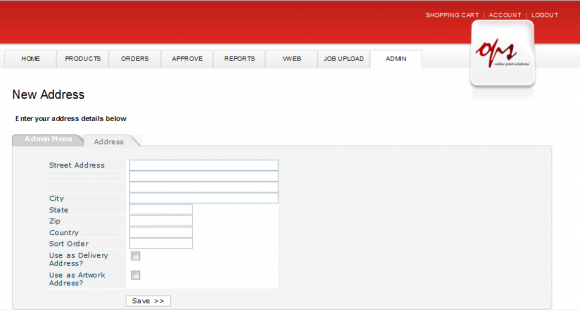 SHOPPING CART | ACCOUNT | LOGOUT
ops
online print solutions
HOME PRODUCTS ORDERS APPROVE REPORTS VWEB JOB UPLOAD ADMIN
New Address
Enter your address details below
Admin Menu Address
Street Address
City
State
Zip
Country
Sort Order
Use as Delivery
Address?
Use as Artwork
Address?
Save >>